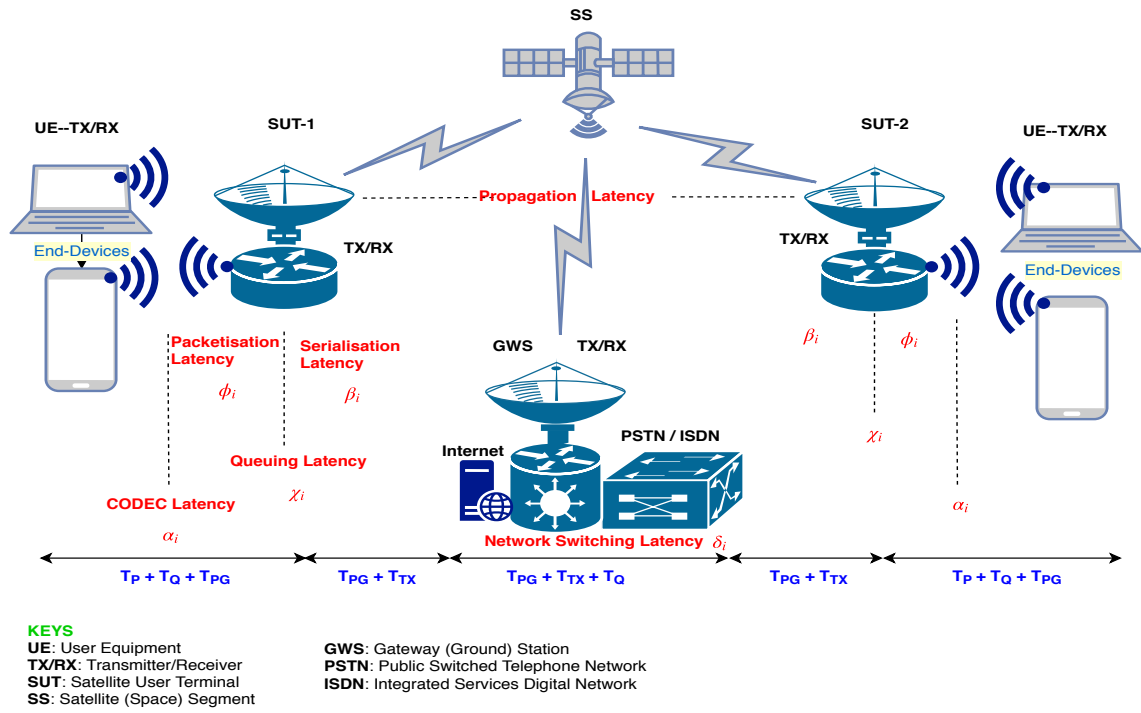 SS
UE--TX/RX
SUT-1
SUT-2
UE--TX/RX
Propagation Latency
End-Devices
TX/RX
TX/RX
End-Devices
Packetisation
Latency
ϕi
Serialisation
Latency
βi
GWS
TX/RX
βi
ϕi
Queuing Latency
χi
Internet
PSTN / ISDN
χi
CODEC Latency
αi
αi
Network Switching Latency δi
TP + TQ + TPG
TPG + TTX
TPG + TTX + TQ
TPG + TTX
TP + TQ + TPG
KEYS
UE: User Equipment
TX/RX: Transmitter/Receiver
SUT: Satellite User Terminal
SS: Satellite (Space) Segment
GWS: Gateway (Ground) Station
PSTN: Public Switched Telephone Network
ISDN: Integrated Services Digital Network